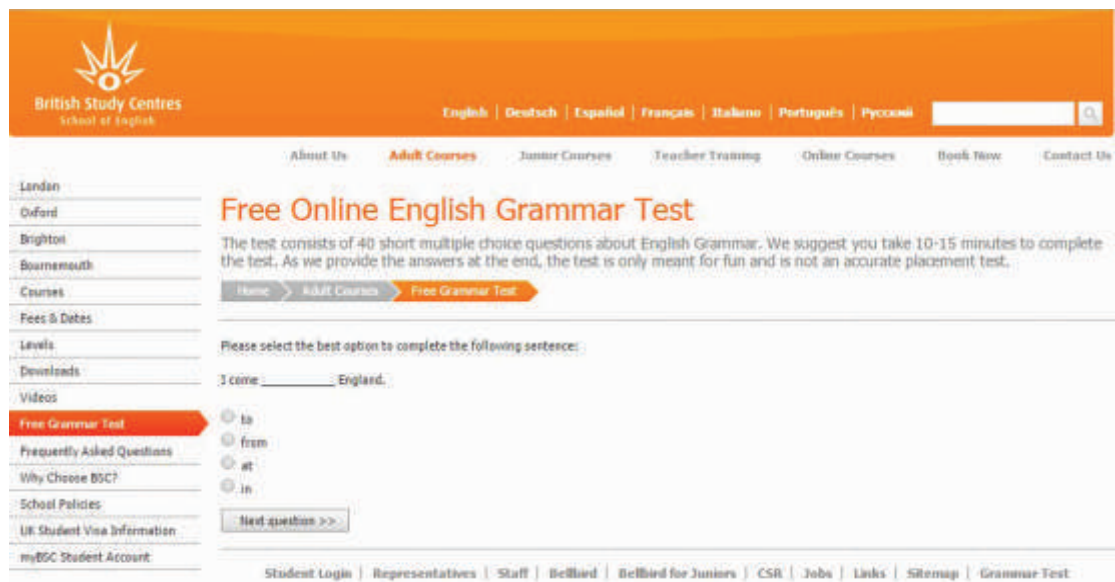 British Study Centres
School of English
English | Deutsch | Español | Français | Italiano | Português | Русский
About Us Adult Courses Junior Courses Teacher Training Online Courses Book Now Contact Us
London
Oxford
Brighton
Bournemouth
Courses
Fees & Dates
Levels
Downloads
Videos
Free Grammar Test
Frequently Asked Questions
Why Choose BSC?
School Policies
UK Student Visa Information
myBSC Student Account
Free Online English Grammar Test
The test consists of 40 short multiple choice questions about English Grammar. We suggest you take 10-15 minutes to complete
the test. As we provide the answers at the end, the test is only meant for fun and is not an accurate placement test.
Home Adult Courses Free Grammar Test
Please select the best option to complete the following sentence:
I come __________ England.
to
from
at
in
Next question >>
Student Login | Representatives | Staff | Bellbird | Bellbird for Juniors | CSR | Jobs | Links | Sitemap | Grammar Test